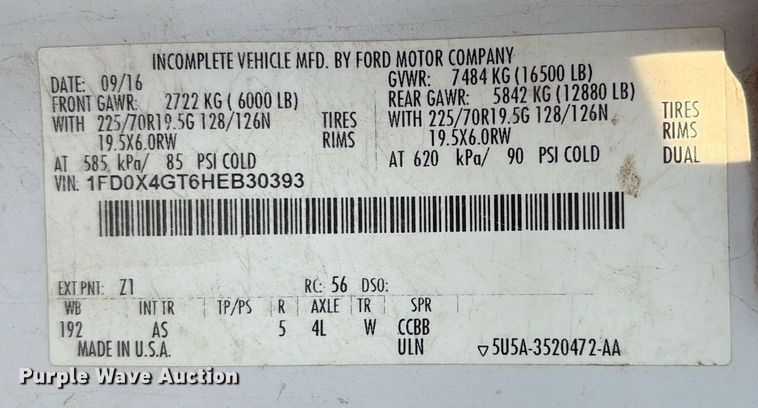 INCOMPLETE VEHICLE MFD. BY FORD MOTOR COMPANY
DATE: 09/16 GVWR: 7484 KG (16500 LB)
FRONT GAWR: 2722 KG ( 6000 LB) REAR GAWR: 5842 KG (12880 LB)
WITH 225/70R19.5G 128/126N TIRES WITH 225/70R19.5G 128/126N TIRES
19.5X6.0RW RIMS 19.5X6.0RW RIMS
AT 585 kPa/ 85 PSI COLD AT 620 kPa/ 90 PSI COLD DUAL
VIN: 1FD0X4GT6HEB30393
EXT PNT: Z1 RC: 56 DSO:
WB INT TR TP/PS R AXLE TR SPR
192 AS 5 4L W CCBB
MADE IN U.S.A. ULN ▽5U5A-3520472-AA
Purple Wave Auction